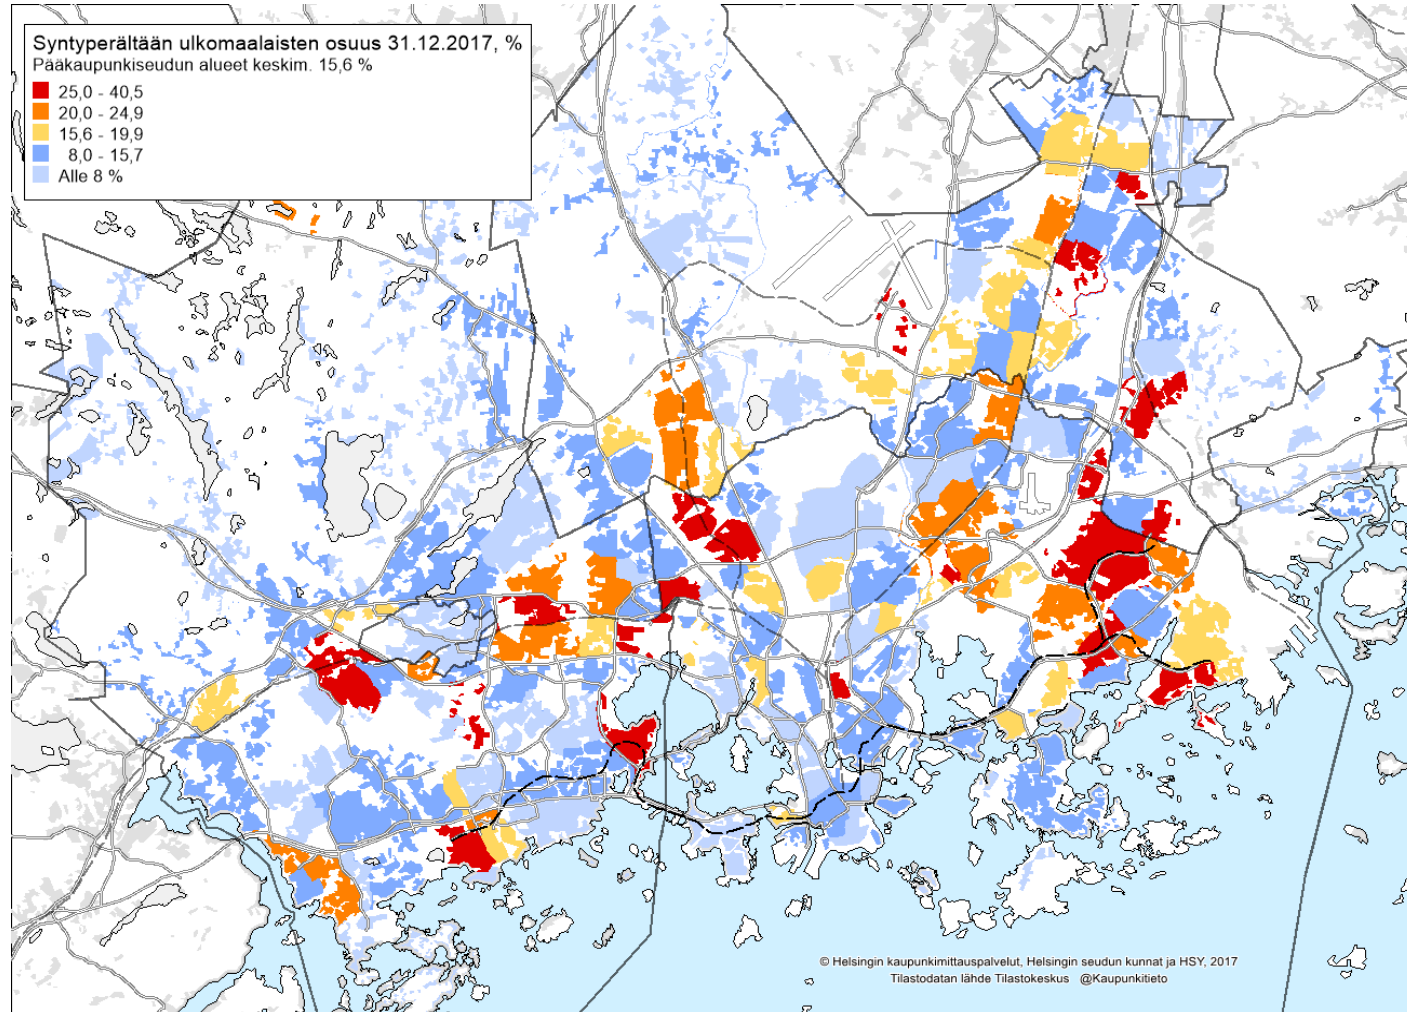 Syntyperältään ulkomaalaisten osuus 31.12.2017, %
Pääkaupunkiseudun alueet keskim. 15,6 %
25,0 - 40,5
20,0 - 24,9
15,6 - 19,9
8,0 - 15,7
Alle 8 %
© Helsingin kaupunkimittauspalvelut, Helsingin seudun kunnat ja HSY, 2017
Tilastodatan lähde Tilastokeskus @Kaupunkitieto